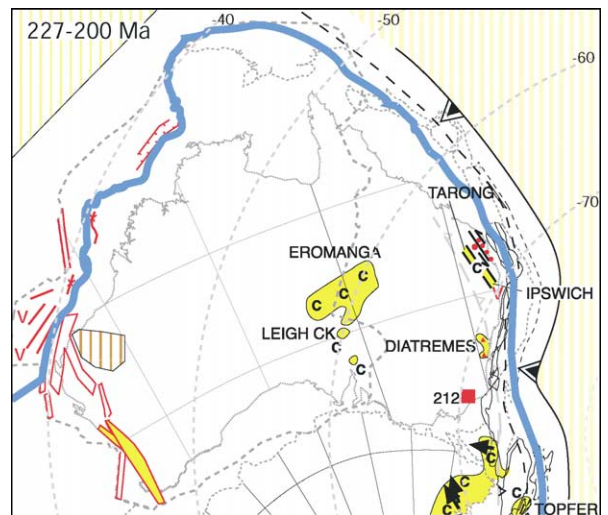 227-200 Ma
-40
-50
-60
TARONG
-70
EROMANGA
C
C
C
C
IPSWICH
LEIGH CK
C
C
DIATREMES
212
C
C
C
TOPFER